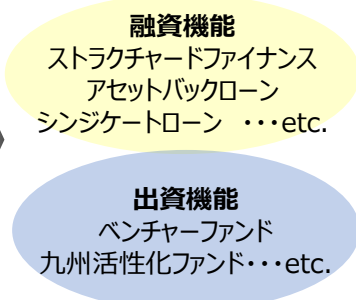 融資機能
ストラクチャードファイナンス
アセットバックローン
シンジケートローン ・・・etc.
出資機能
ベンチャーファンド
九州活性化ファンド・・・etc.